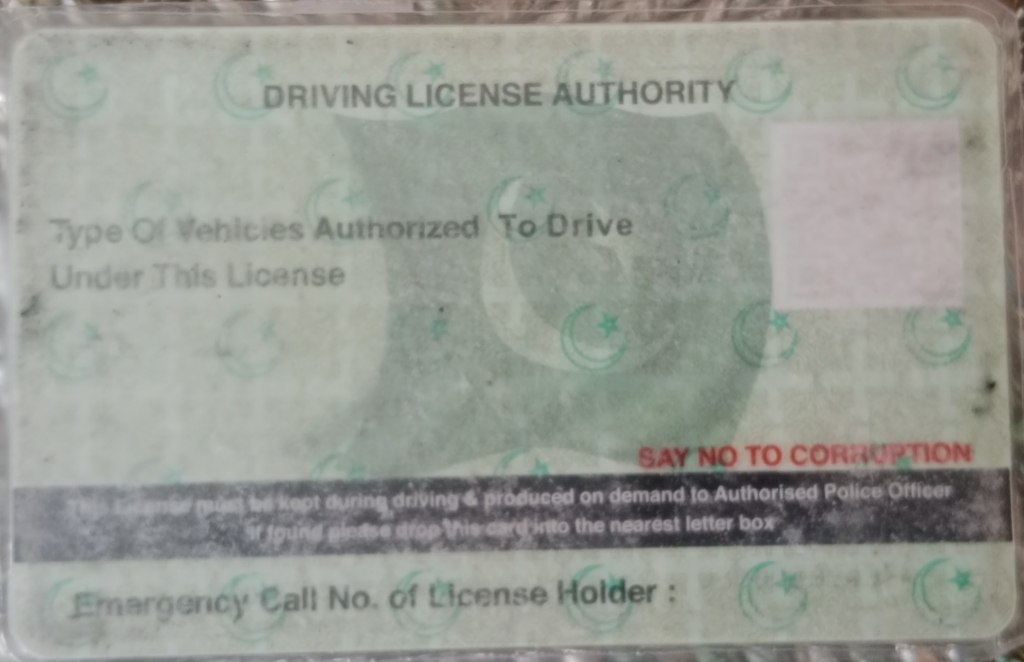 DRIVING LICENSE AUTHORITY
Type Of Vehicles Authorized To Drive
Under This License
SAY NO TO CORRUPTION
This License must be kept during driving & produced on demand to Authorised Police Officer
If found please drop this card into the nearest letter box
Emergency Call No. of License Holder :